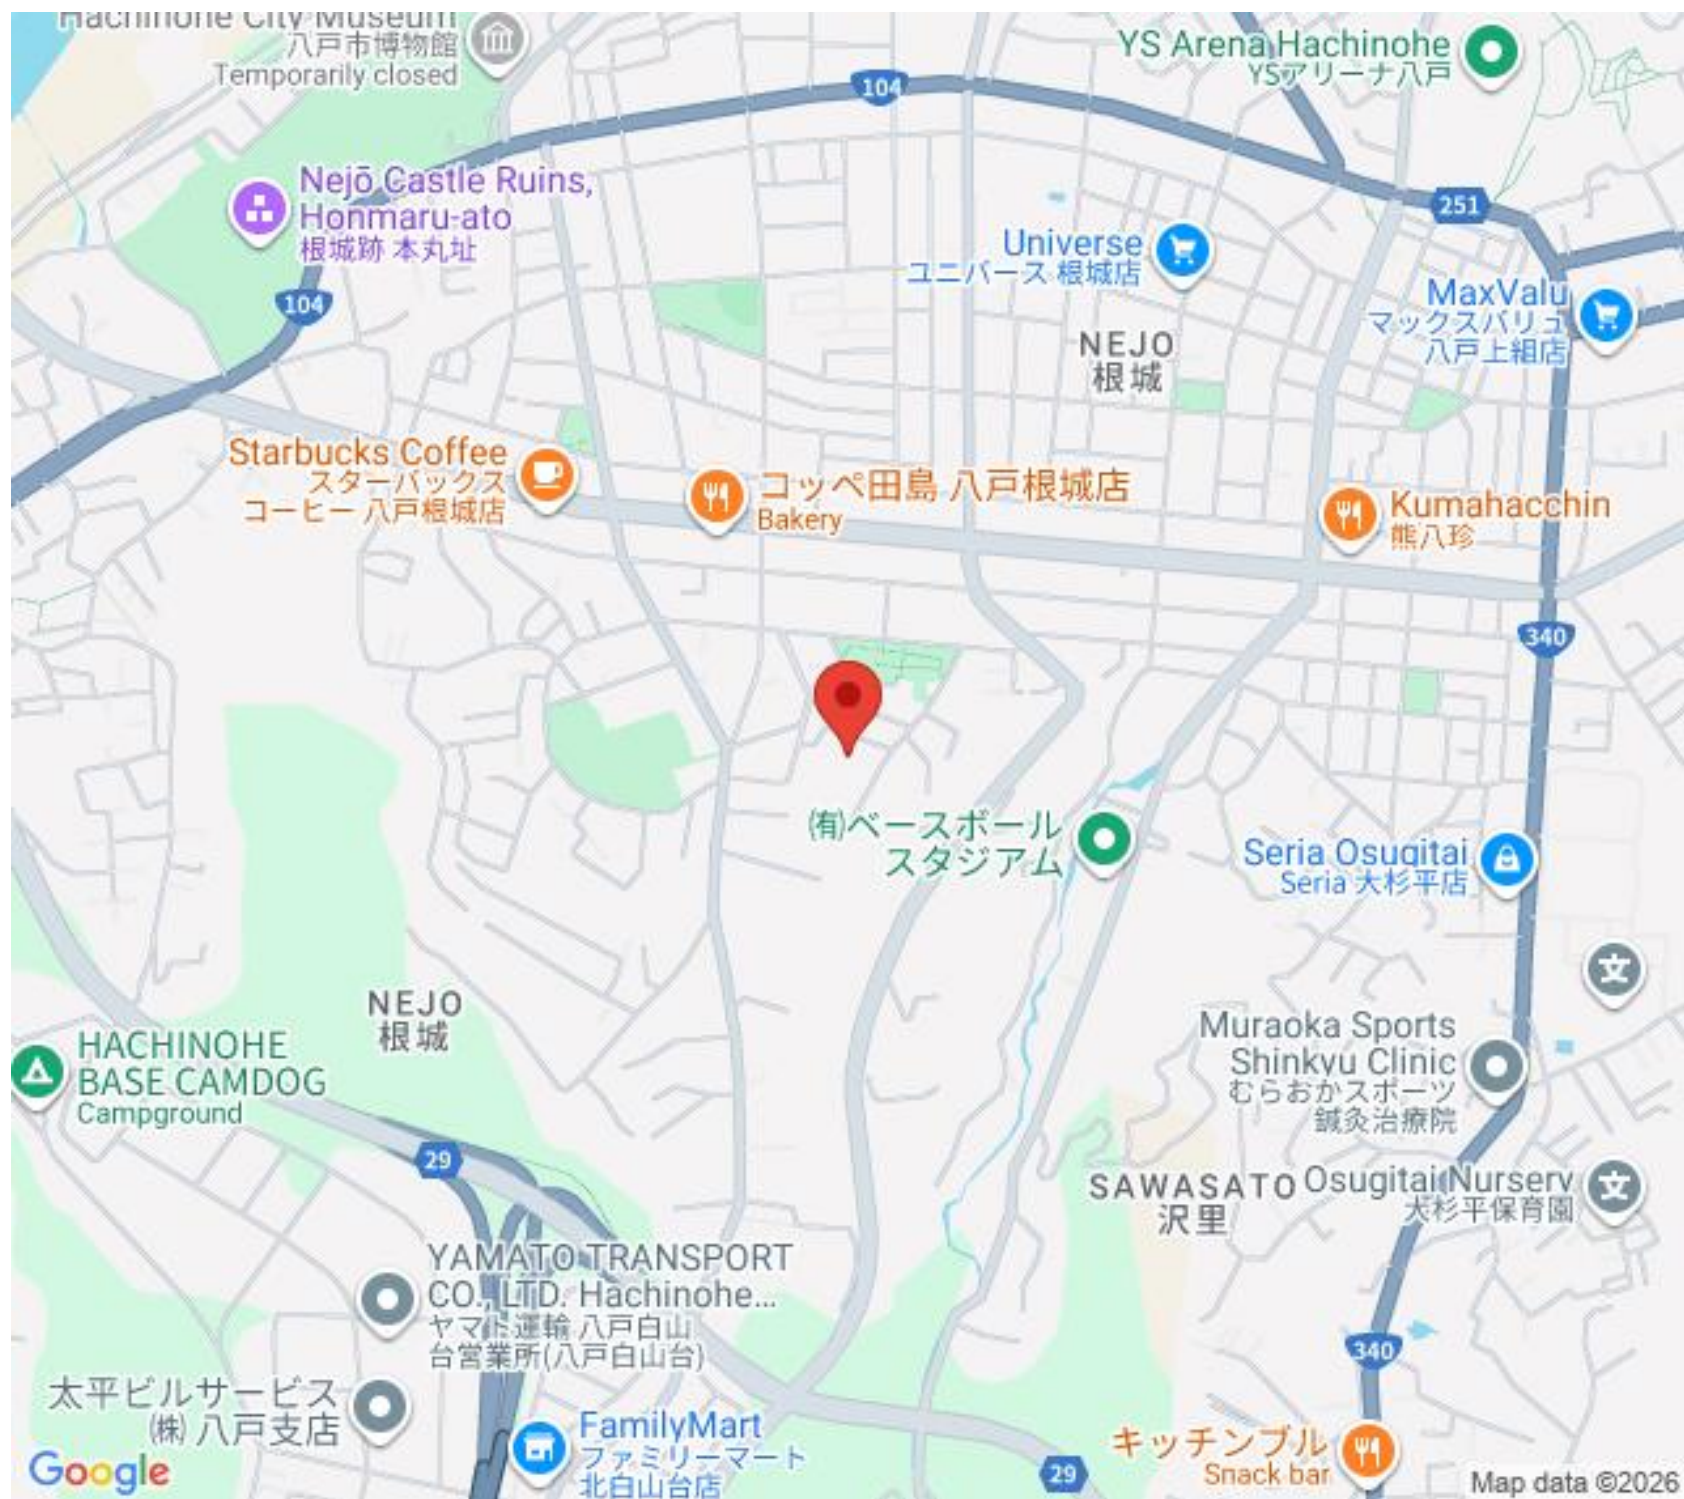 Hachinohe City Museum
八戸市博物館
Temporarily closed
YS Arena Hachinohe
YSアリーナ八戸
104
Nejō Castle Ruins,
Honmaru-ato
根城跡 本丸址
251
Universe
ユニバース 根城店
104
MaxValu
マックスバリュ
八戸上組店
NEJO
根城
Starbucks Coffee
スターバックス
コーヒー 八戸根城店
コッペ田島 八戸根城店
Bakery
Kumahacchin
熊八珍
340
㈲ベースボール
スタジアム
Seria Osugitai
Seria 大杉平店
文
NEJO
根城
HACHINOHE
BASE CAMDOG
Campground
Muraoka Sports
Shinkyu Clinic
むらおかスポーツ
鍼灸治療院
29
SAWASATO
沢里
Osugitai Nursery
大杉平保育園
文
YAMATO TRANSPORT
CO., LTD. Hachinohe...
ヤマト運輸 八戸白山
台営業所(八戸白山台)
340
太平ビルサービス
㈱ 八戸支店
FamilyMart
ファミリーマート
北白山台店
キッチンブル
Snack bar
29
Google
Map data ©2026